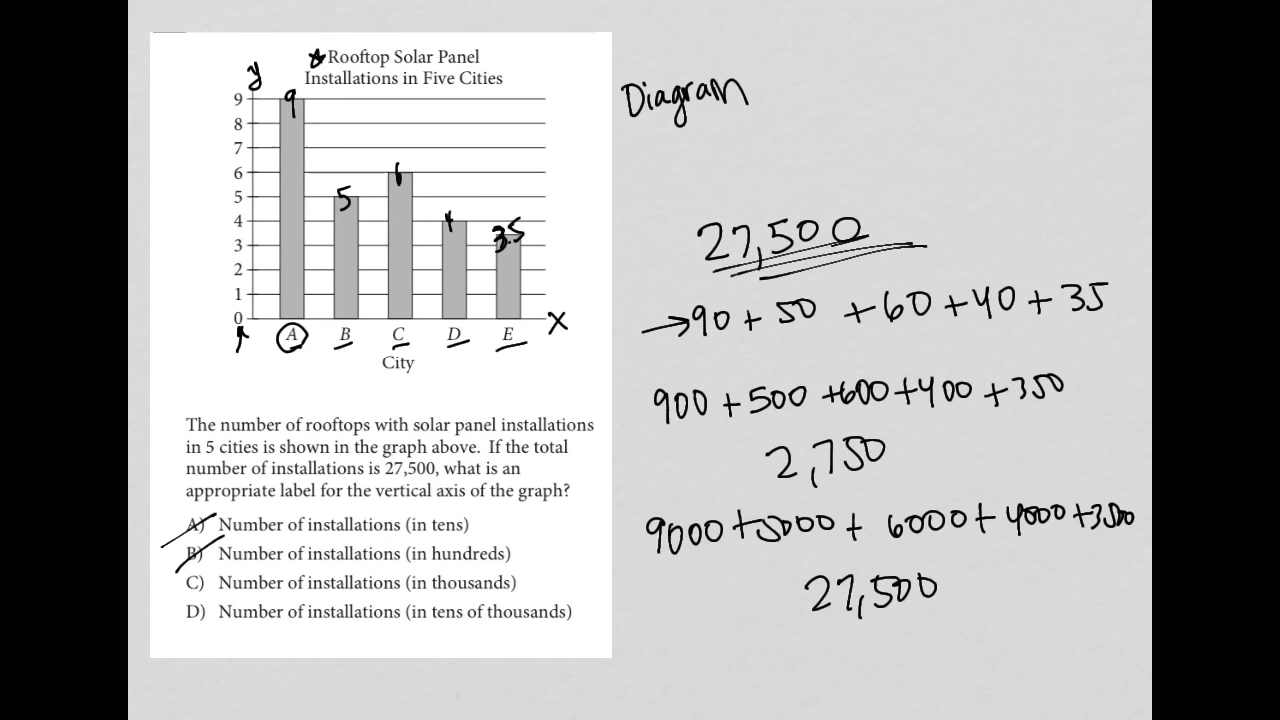 Rooftop Solar Panel
Installations in Five Cities
y
9
8
7
6
5
4
3
2
1
0
9
5
6
4
3.5
A B C D E
x
City
The number of rooftops with solar panel installations
in 5 cities is shown in the graph above. If the total
number of installations is 27,500, what is an
appropriate label for the vertical axis of the graph?
A) Number of installations (in tens)
B) Number of installations (in hundreds)
C) Number of installations (in thousands)
D) Number of installations (in tens of thousands)
Diagram
27,500
→90 + 50 + 60 + 40 + 35
900 + 500 + 600 + 400 + 350
2,750
9000 + 5000 + 6000 + 4000 + 3500
27,500